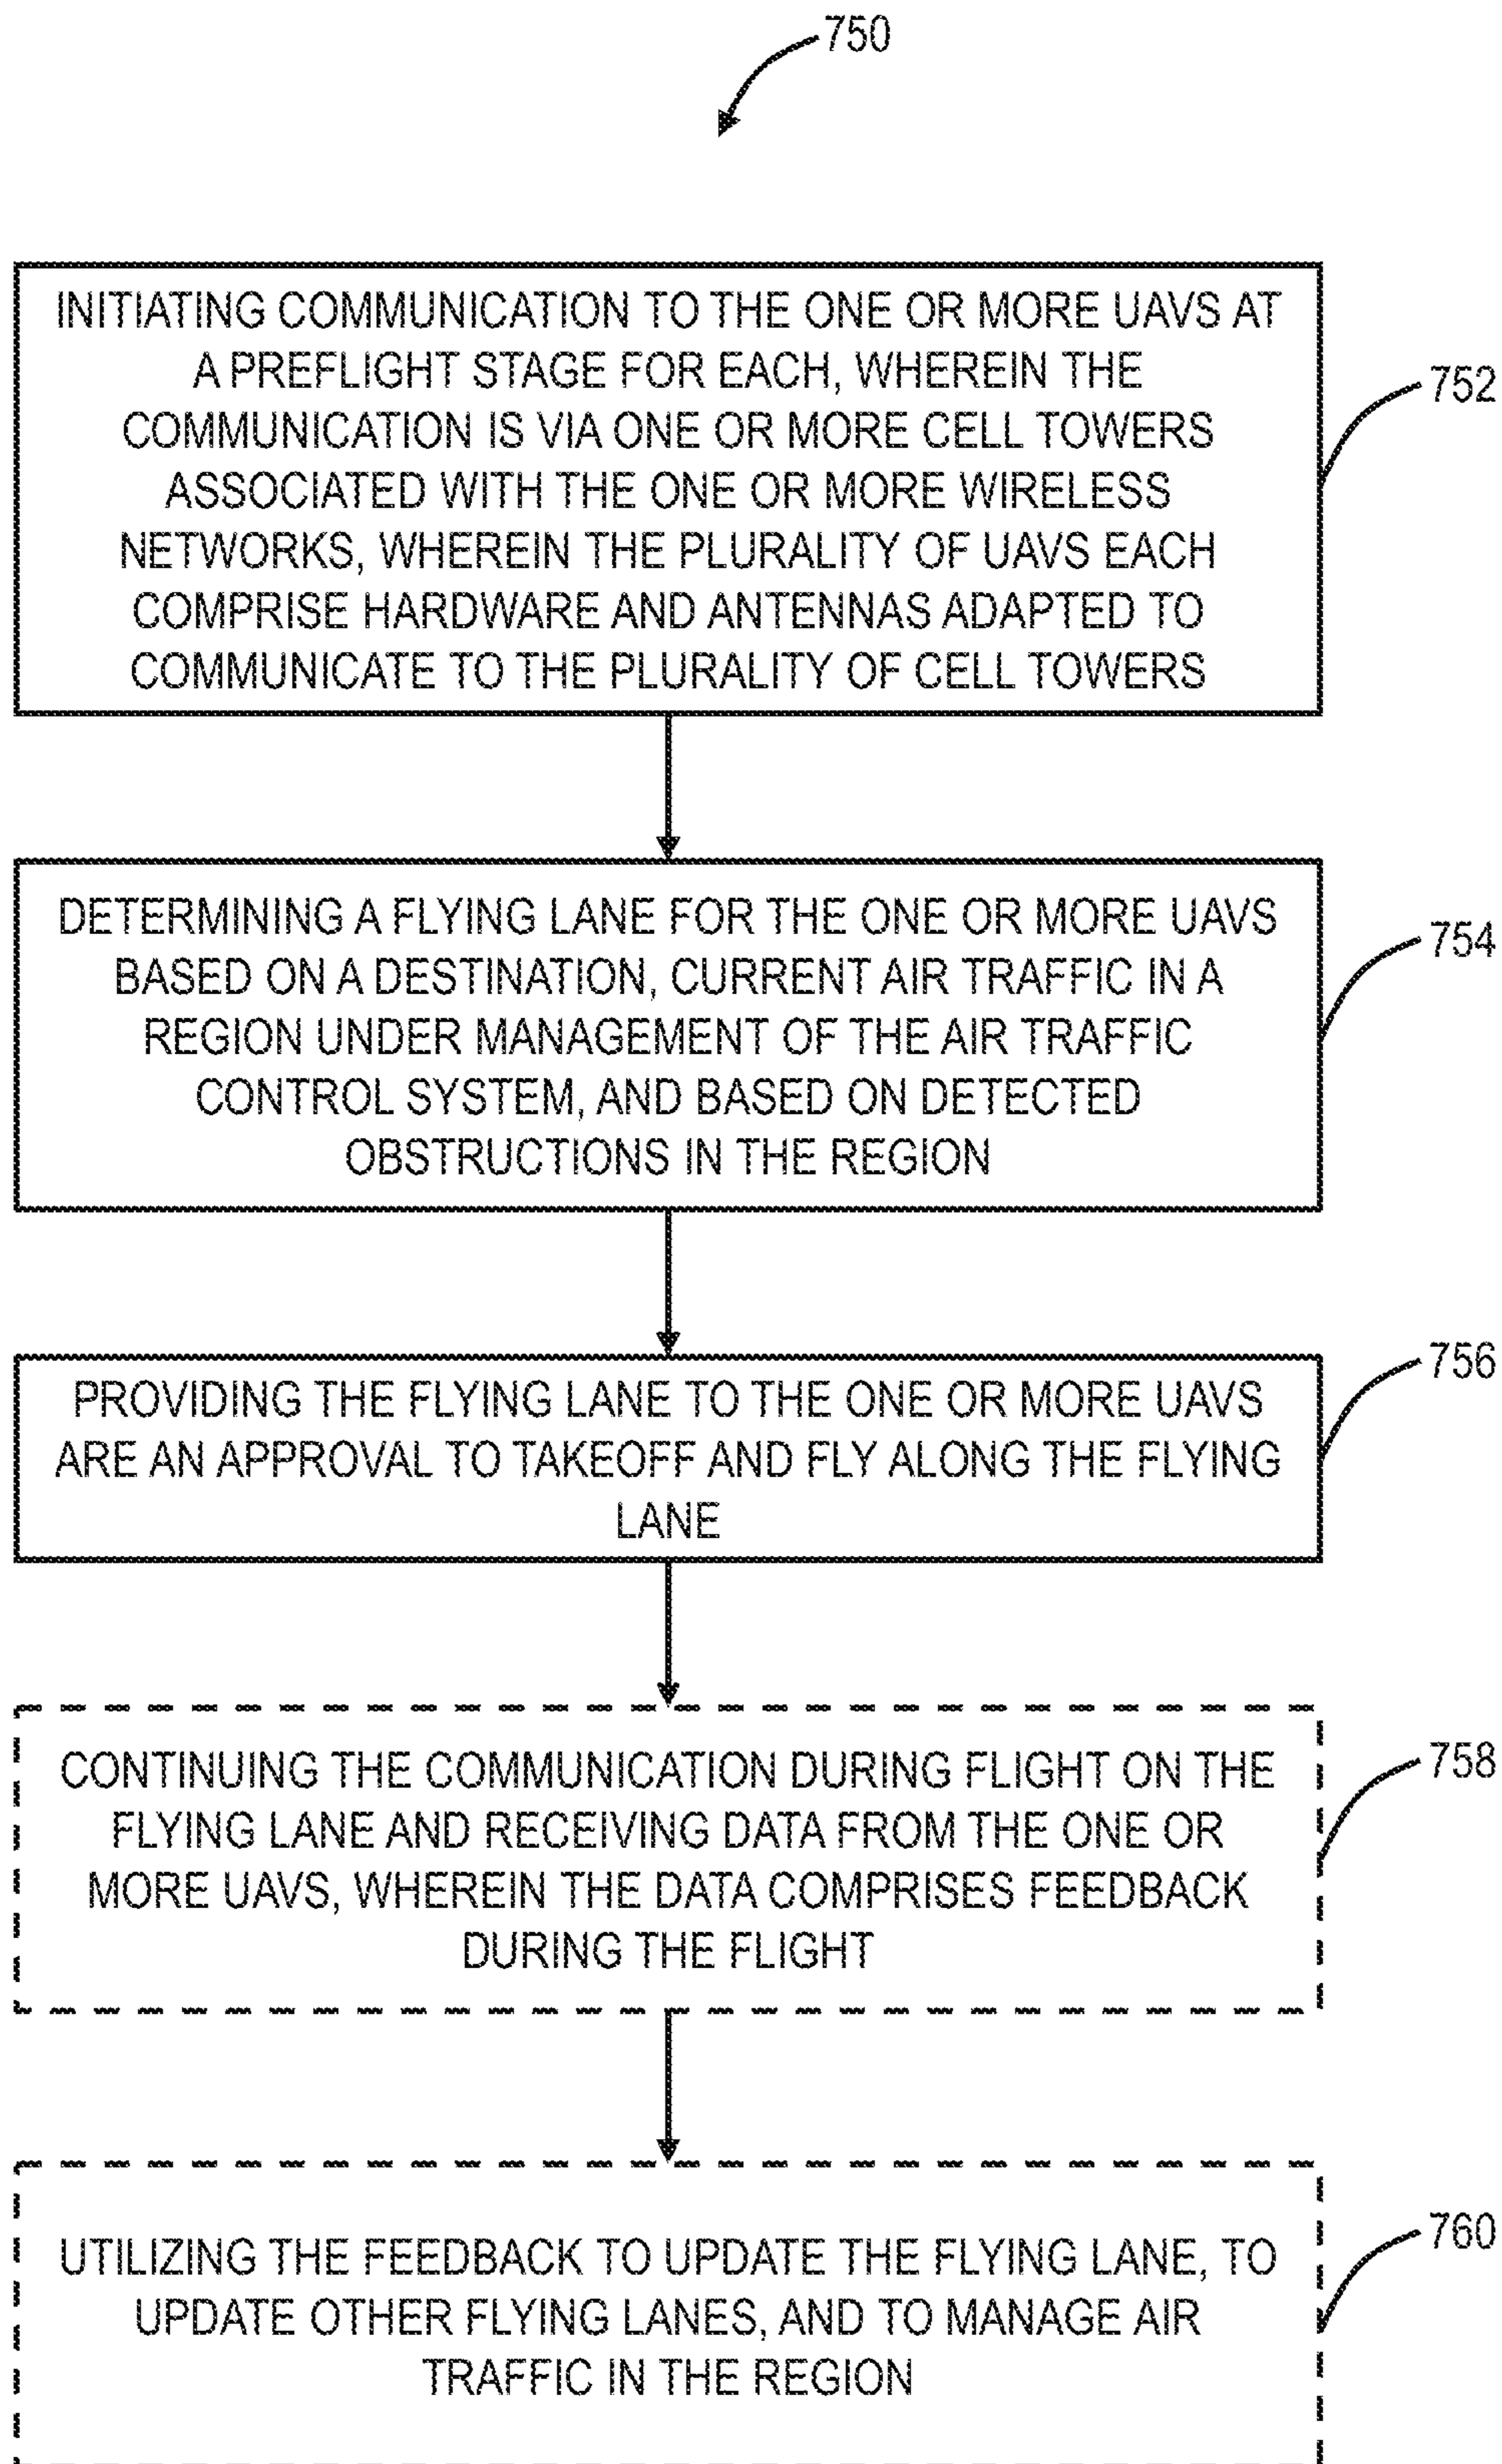 750
INITIATING COMMUNICATION TO THE ONE OR MORE UAVS AT
A PREFLIGHT STAGE FOR EACH, WHEREIN THE
COMMUNICATION IS VIA ONE OR MORE CELL TOWERS
ASSOCIATED WITH THE ONE OR MORE WIRELESS
NETWORKS, WHEREIN THE PLURALITY OF UAVS EACH
COMPRISE HARDWARE AND ANTENNAS ADAPTED TO
COMMUNICATE TO THE PLURALITY OF CELL TOWERS
752
DETERMINING A FLYING LANE FOR THE ONE OR MORE UAVS
BASED ON A DESTINATION, CURRENT AIR TRAFFIC IN A
REGION UNDER MANAGEMENT OF THE AIR TRAFFIC
CONTROL SYSTEM, AND BASED ON DETECTED
OBSTRUCTIONS IN THE REGION
754
PROVIDING THE FLYING LANE TO THE ONE OR MORE UAVS
ARE AN APPROVAL TO TAKEOFF AND FLY ALONG THE FLYING
LANE
756
CONTINUING THE COMMUNICATION DURING FLIGHT ON THE
FLYING LANE AND RECEIVING DATA FROM THE ONE OR
MORE UAVS, WHEREIN THE DATA COMPRISES FEEDBACK
DURING THE FLIGHT
758
UTILIZING THE FEEDBACK TO UPDATE THE FLYING LANE, TO
UPDATE OTHER FLYING LANES, AND TO MANAGE AIR
TRAFFIC IN THE REGION
760